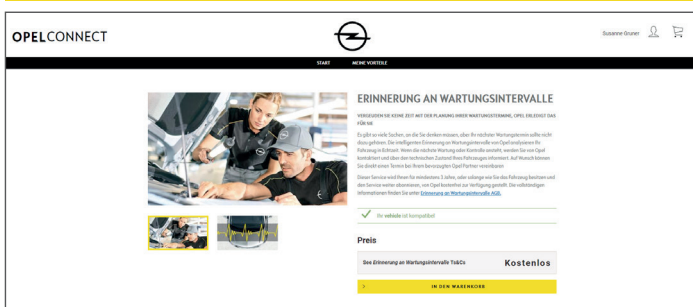 OPELCONNECT
Susanne Gruner
START MEINE VORTEILE
ERINNERUNG AN WARTUNGSINTERVALLE
VERGEUDEN SIE KEINE ZEIT MIT DER PLANUNG IHRER WARTUNGSTERMINE, OPEL ERLEDIGT DAS
FÜR SIE
Es gibt so viele Sachen, an die Sie denken müssen, aber Ihr nächster Wartungstermin sollte nicht
dazu gehören. Die intelligenten Erinnerung an Wartungsintervalle von Opel analysieren Ihr
Fahrzeug in Echtzeit. Wenn die nächste Wartung oder Kontrolle ansteht, werden Sie von Opel
kontaktiert und über den technischen Zustand Ihres Fahrzeuges informiert. Auf Wunsch können
Sie direkt einen Termin bei Ihrem bevorzugten Opel Partner vereinbaren
Dieser Service wird Ihnen für mindestens 3 Jahre, oder solange wie Sie das Fahrzeug besitzen und
den Service weiter abonnieren, von Opel kostenfrei zur Verfügung gestellt. Die vollständigen
Informationen finden Sie unter Erinnerung an Wartungsintervalle AGB.
Ihr vehicle ist kompatibel
Preis
See Erinnerung an Wartungsintervalle Ts&Cs Kostenlos
> IN DEN WARENKORB